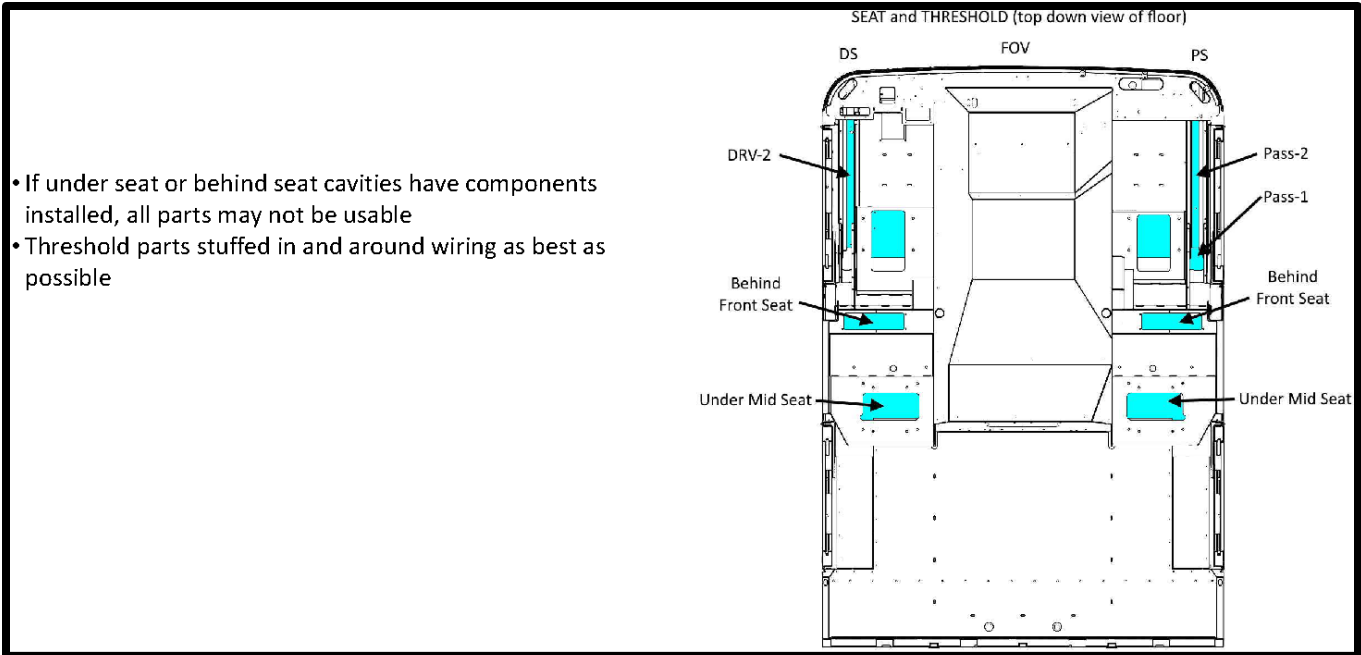 SEAT and THRESHOLD (top down view of floor)
DS
FOV
PS
• If under seat or behind seat cavities have components
installed, all parts may not be usable
• Threshold parts stuffed in and around wiring as best as
possible
DRV-2
Pass-2
Pass-1
Behind
Front Seat
Behind
Front Seat
Under Mid Seat
Under Mid Seat